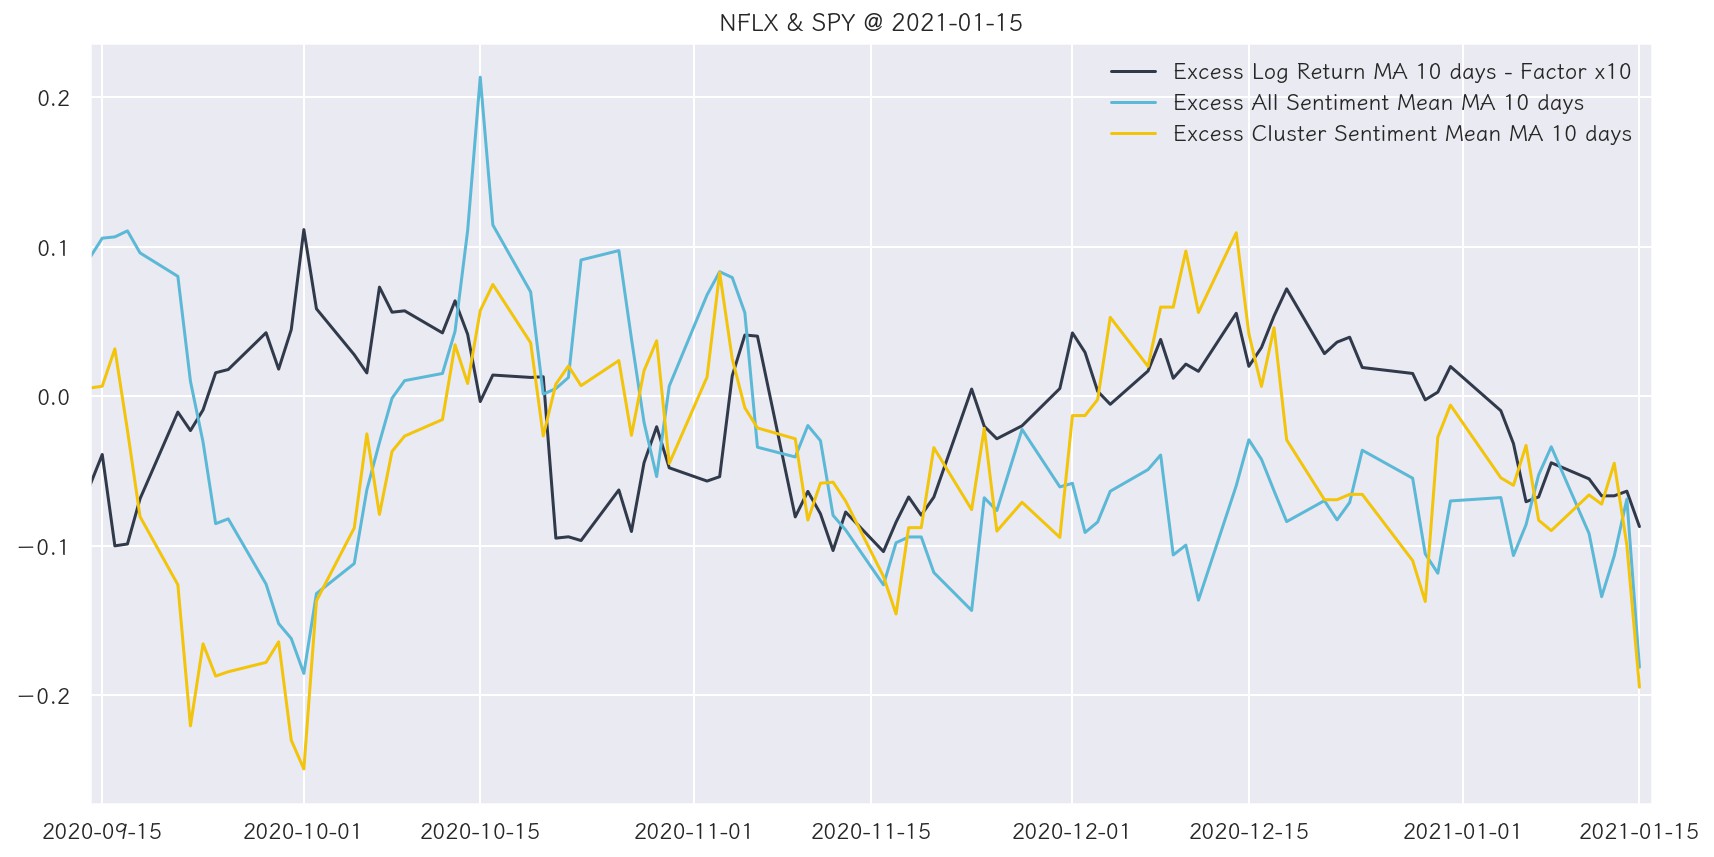 NFLX & SPY @ 2021-01-15
Excess Log Return MA 10 days - Factor x10
Excess All Sentiment Mean MA 10 days
Excess Cluster Sentiment Mean MA 10 days
0.2
0.1
0.0
−0.1
−0.2
2020-09-15 2020-10-01 2020-10-15 2020-11-01 2020-11-15 2020-12-01 2020-12-15 2021-01-01 2021-01-15